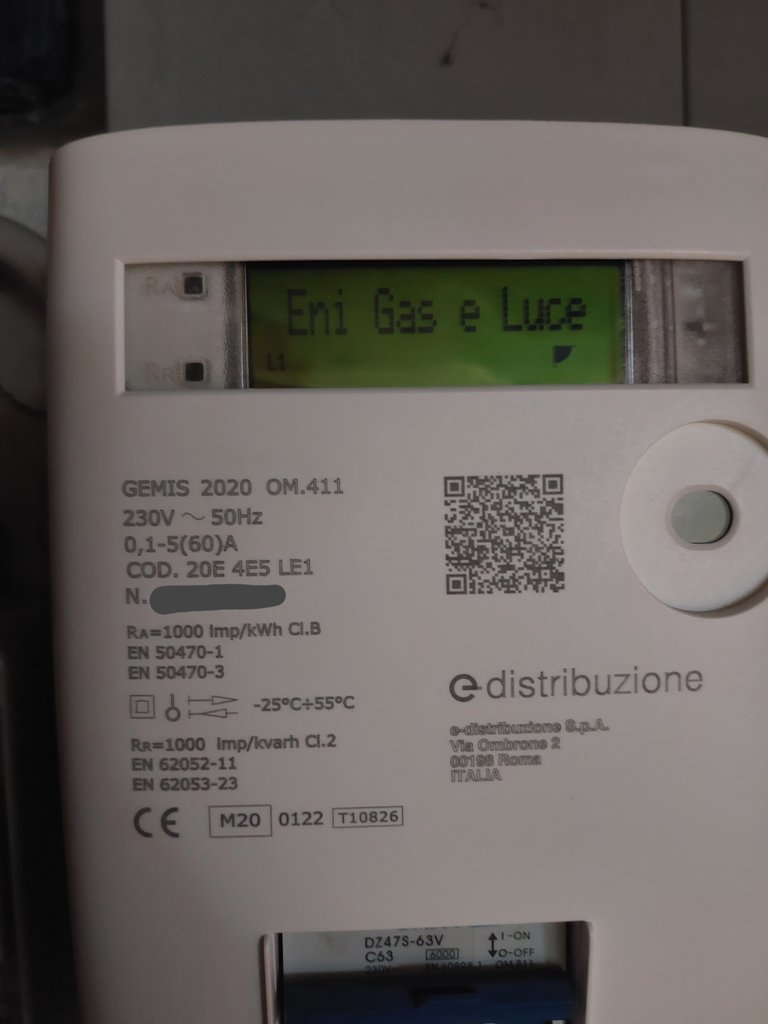 RA
Eni Gas e Luce
L1
GEMIS 2020 OM.411
230V ~ 50Hz
0,1-5(60)A
COD. 20E 4E5 LE1
N.
RA=1000 imp/kWh Cl.B
EN 50470-1
EN 50470-3
-25°C÷55°C
RR=1000 imp/kvarh Cl.2
EN 62052-11
EN 62053-23
CE M20 0122 T10826
e-distribuzione
e-distribuzione S.p.A.
Via Ombrone 2
00198 Roma
ITALIA
DZ47S-63V
C63 6000
230V~
I-ON
O-OFF